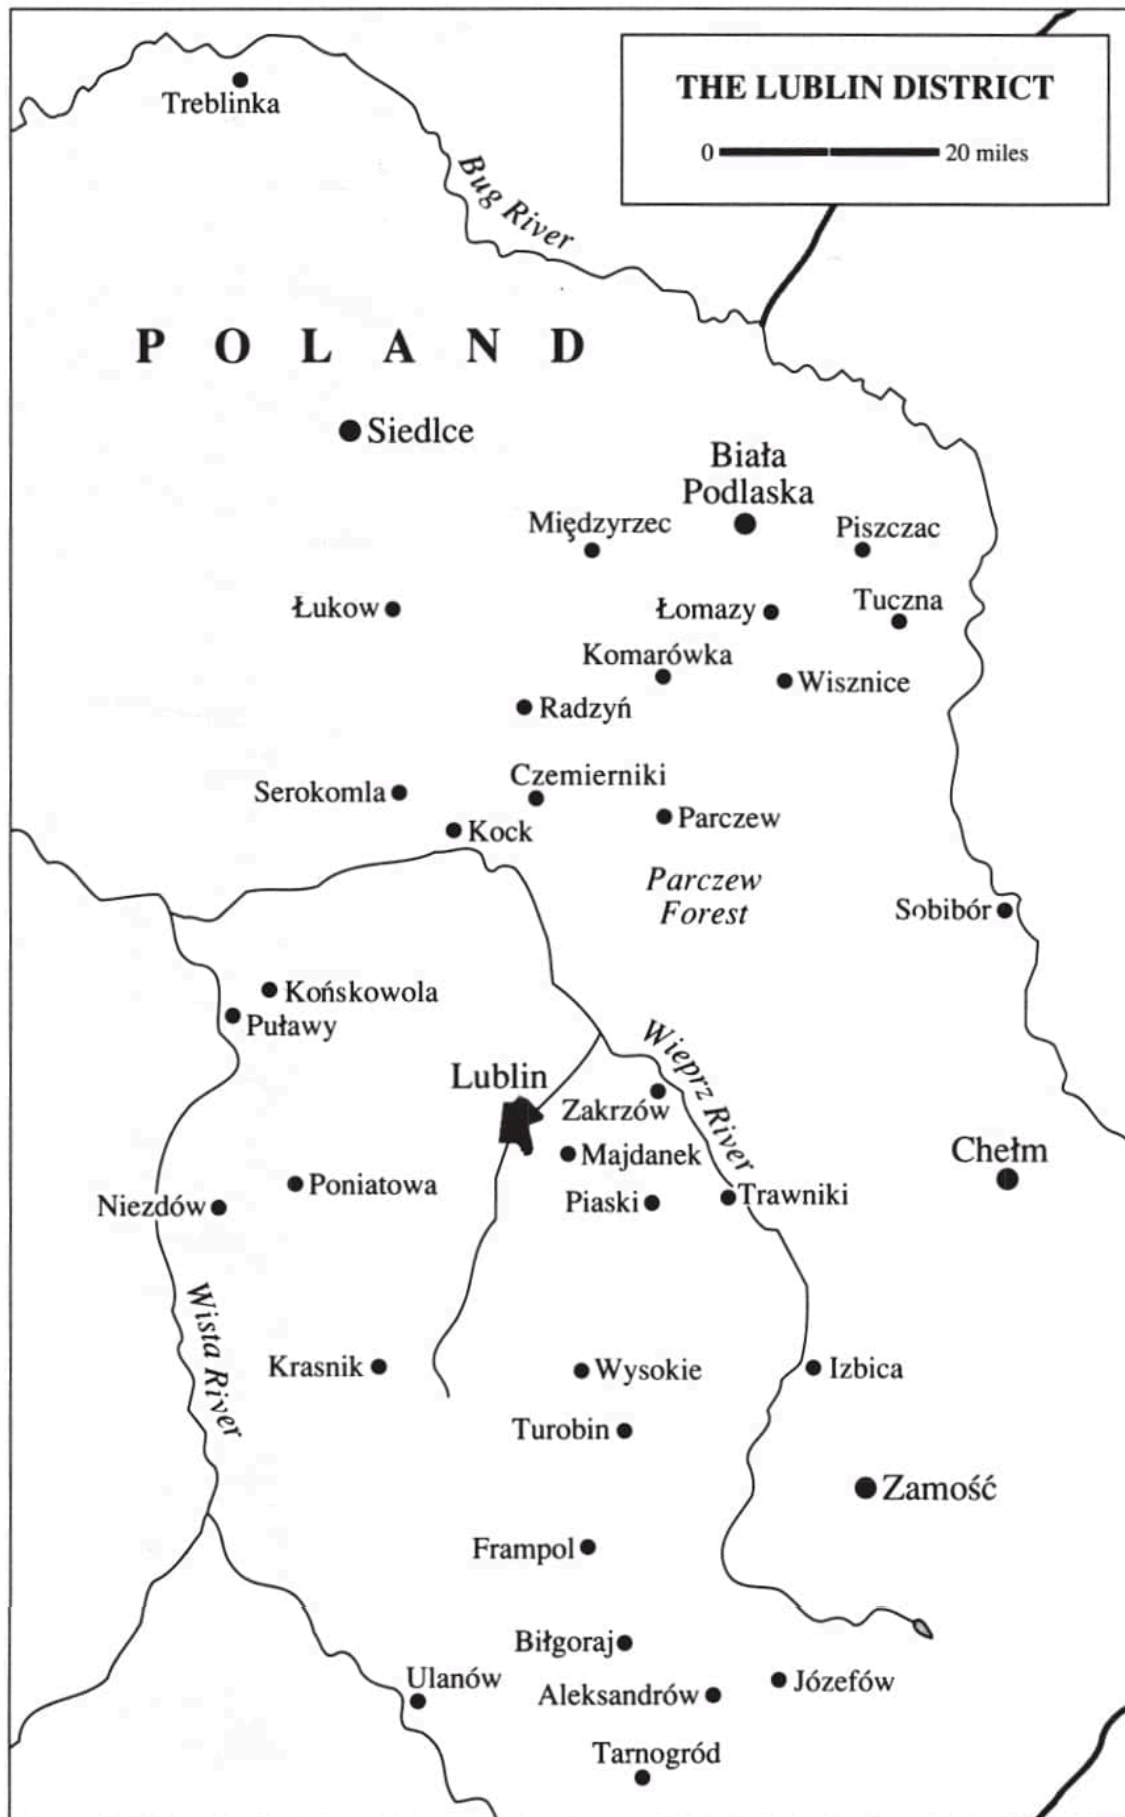 THE LUBLIN DISTRICT
0 20 miles
Treblinka
Bug River
POLAND
Siedlce
Biała
Podlaska
Międzyrzec
Piszczac
Łukow
Łomazy
Tuczna
Komarówka
Wisznice
Radzyń
Czemierniki
Serokomla
Parczew
Kock
Parczew
Forest
Sobibór
Końskowola
Puławy
Wieprz River
Lublin
Zakrzów
Majdanek
Chełm
Poniatowa
Piaski
Trawniki
Niezdów
Wista River
Krasnik
Wysokie
Izbica
Turobin
Zamość
Frampol
Biłgoraj
Ulanów
Aleksandrów
Józefów
Tarnogród